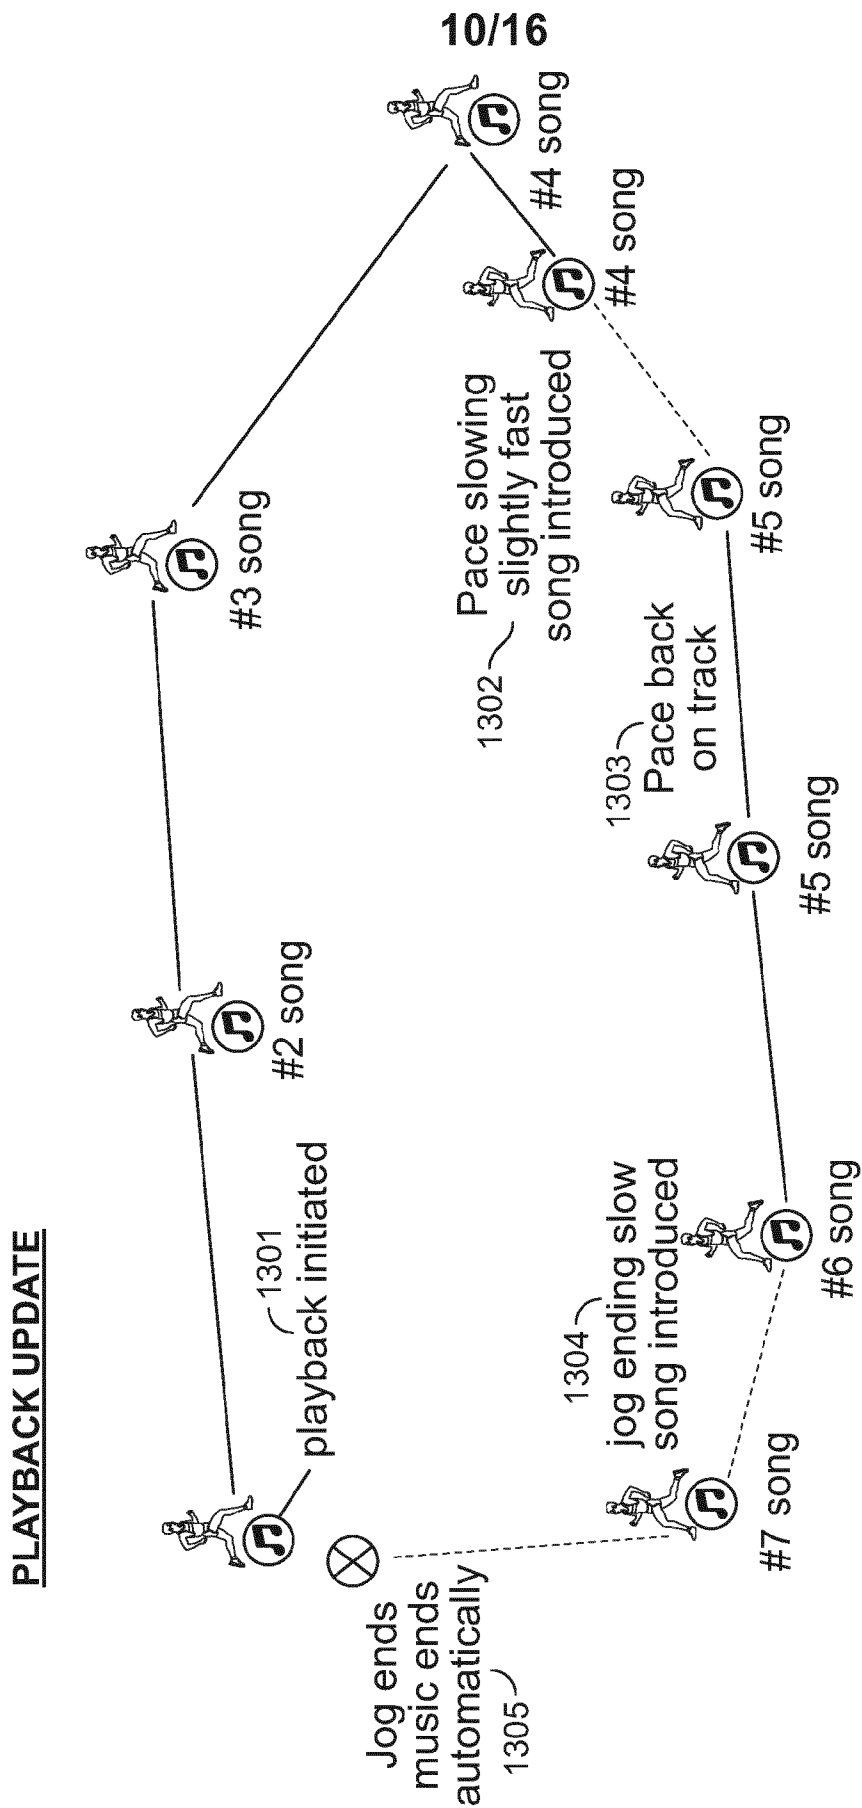 10/16
PLAYBACK UPDATE
1301
playback initiated
#2 song
#3 song
#4 song
#4 song
1302
Pace slowing
slightly fast
song introduced
#5 song
1303
Pace back
on track
#5 song
#6 song
1304
jog ending slow
song introduced
#7 song
Jog ends
music ends
automatically
1305